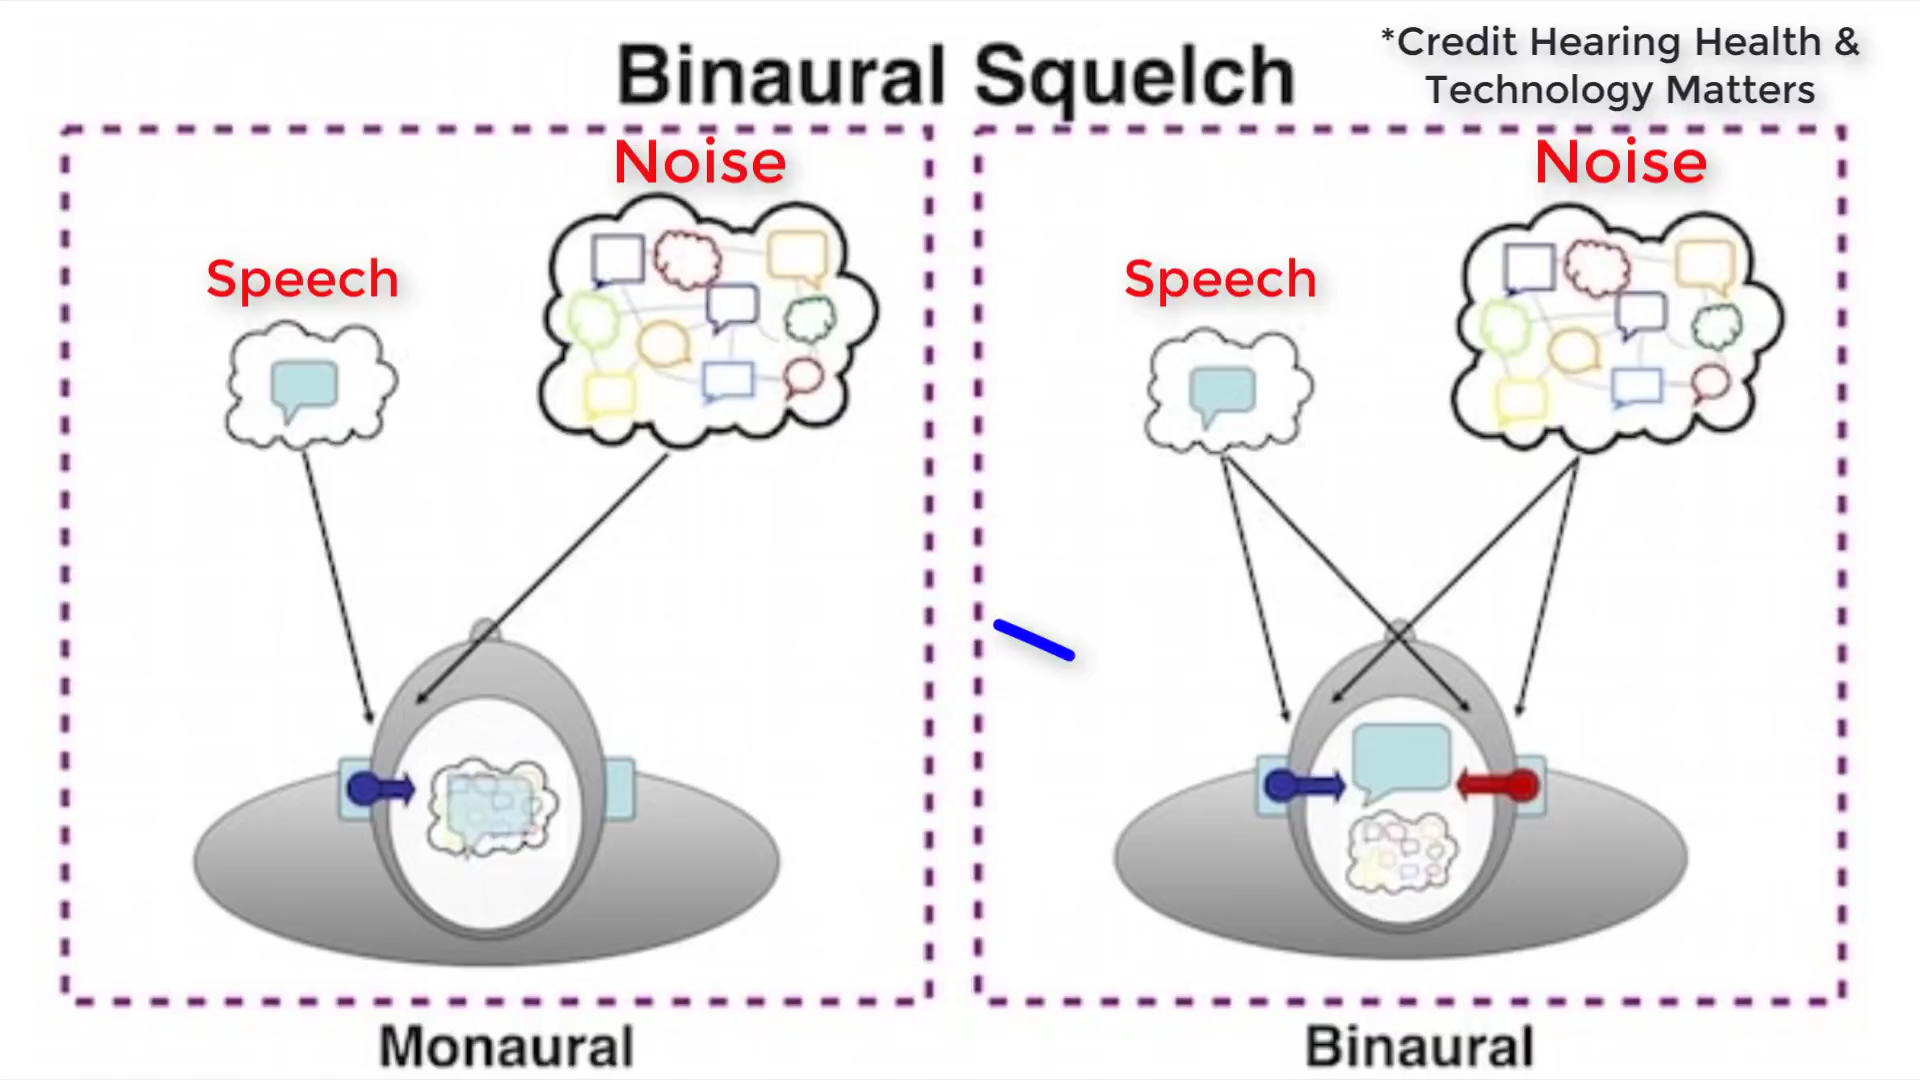 Binaural Squelch
*Credit Hearing Health &
Technology Matters
Noise
Speech
Noise
Speech
Monaural
Binaural